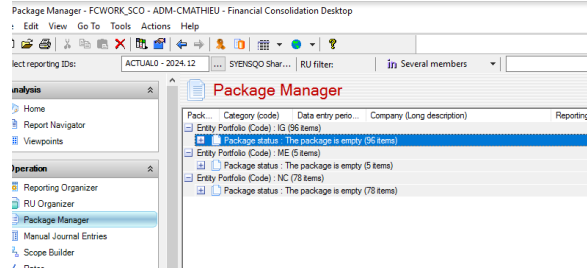 Package Manager - FCWORK_SCO - ADM-CMATHIEU - Financial Consolidation Desktop
Edit View Go To Tools Actions Help
lect reporting IDs: ACTUAL0 - 2024.12 ... SYENSQO Shar... RU filter: in Several members
nalysis
Home
Report Navigator
Viewpoints
Operation
Reporting Organizer
RU Organizer
Package Manager
Manual Journal Entries
Scope Builder
Package Manager
Pack... Category (code) Data entry perio... Company (Long description) Reporting
Entity Portfolio (Code) : IG (96 items)
Package status : The package is empty (96 items)
Entity Portfolio (Code) : ME (5 items)
Package status : The package is empty (5 items)
Entity Portfolio (Code) : NC (78 items)
Package status : The package is empty (78 items)